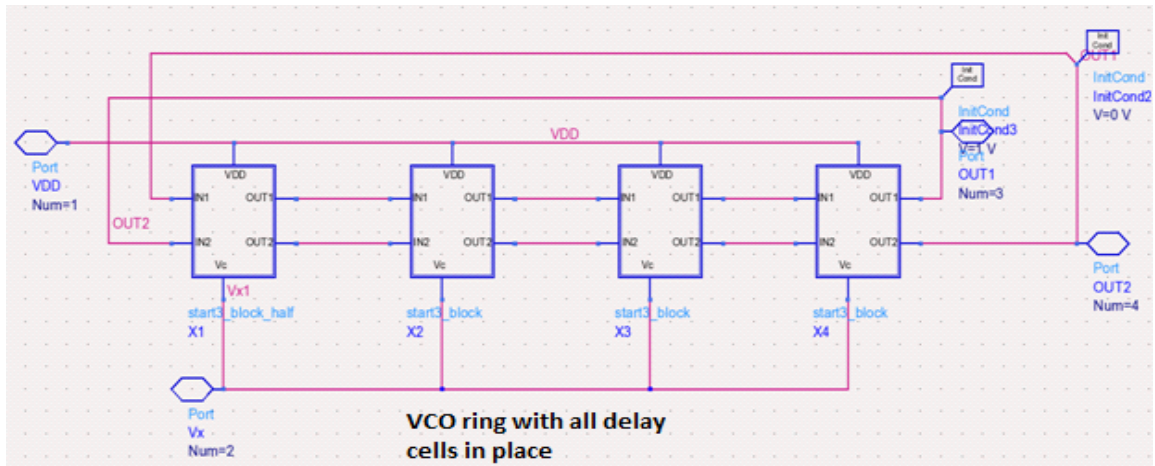 Init
Cond
OUT1
InitCond
InitCond2
V=0 V
Init
Cond
InitCond
InitCond3
V=1 V
Port
OUT1
Num=3
VDD
Port
VDD
Num=1
VDD
VDD
VDD
VDD
IN1 OUT1
IN1 OUT1
IN1 OUT1
IN1 OUT1
OUT2
IN2 OUT2
IN2 OUT2
IN2 OUT2
IN2 OUT2
Vc
Vc
Vc
Vc
Port
OUT2
Num=4
Vx1
start3_block_half
X1
start3_block
X2
start3_block
X3
start3_block
X4
Port
Vx
Num=2
VCO ring with all delay
cells in place